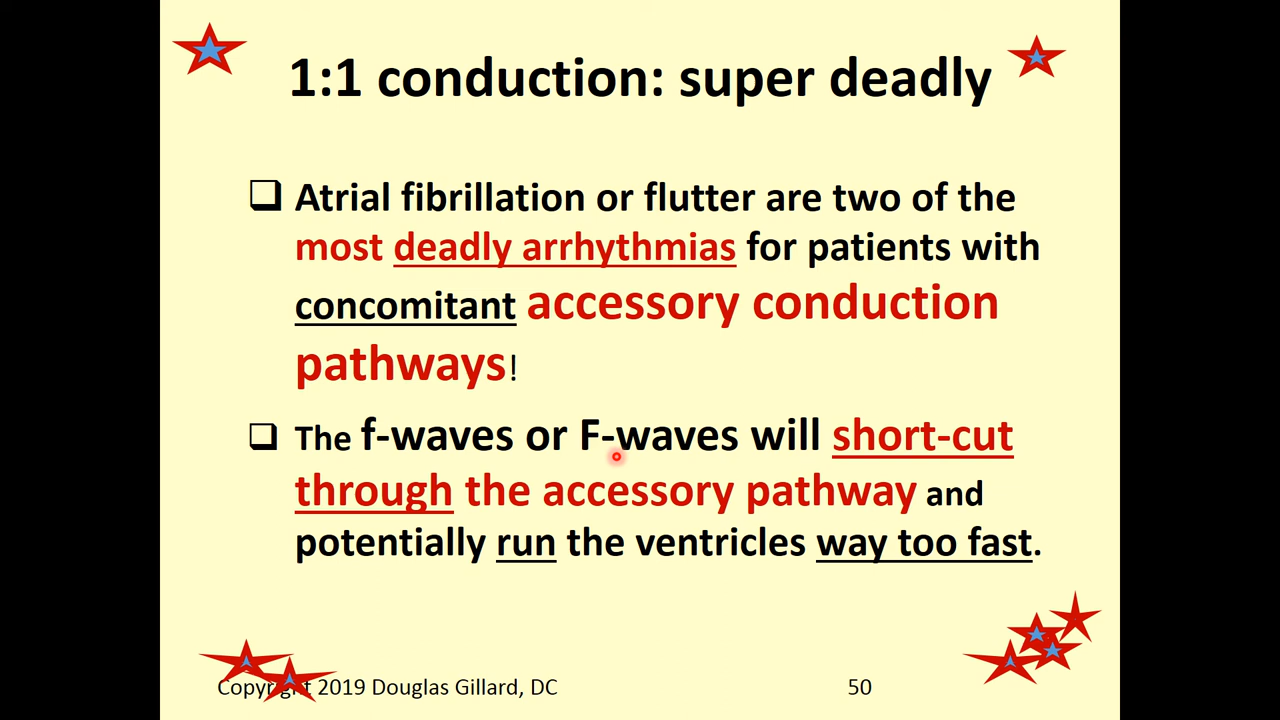 1:1 conduction: super deadly
Atrial fibrillation or flutter are two of the
most deadly arrhythmias for patients with
concomitant accessory conduction
pathways!
The f-waves or F-waves will short-cut
through the accessory pathway and
potentially run the ventricles way too fast.
Copyright 2019 Douglas Gillard, DC
50